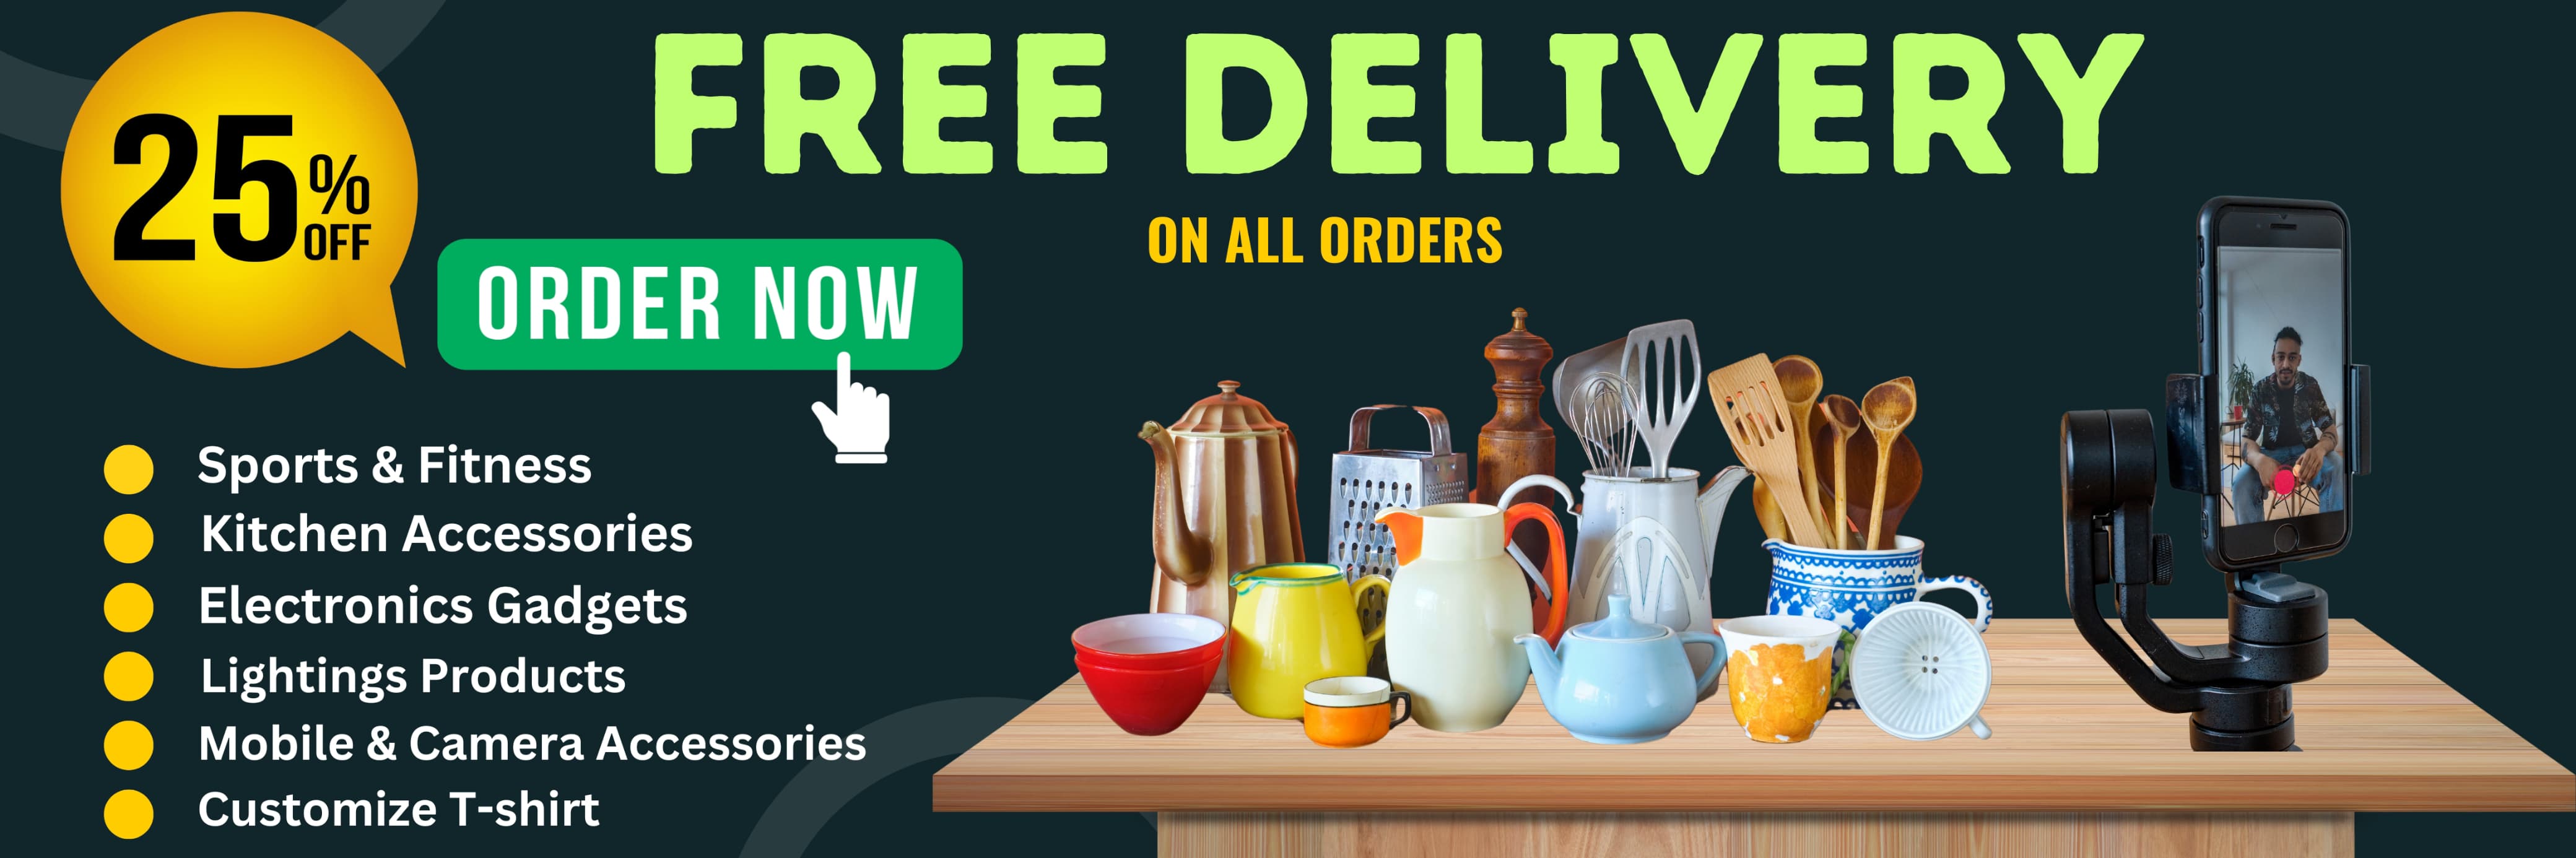 25% OFF
FREE DELIVERY
ON ALL ORDERS
ORDER NOW
Sports & Fitness
Kitchen Accessories
Electronics Gadgets
Lightings Products
Mobile & Camera Accessories
Customize T-shirt